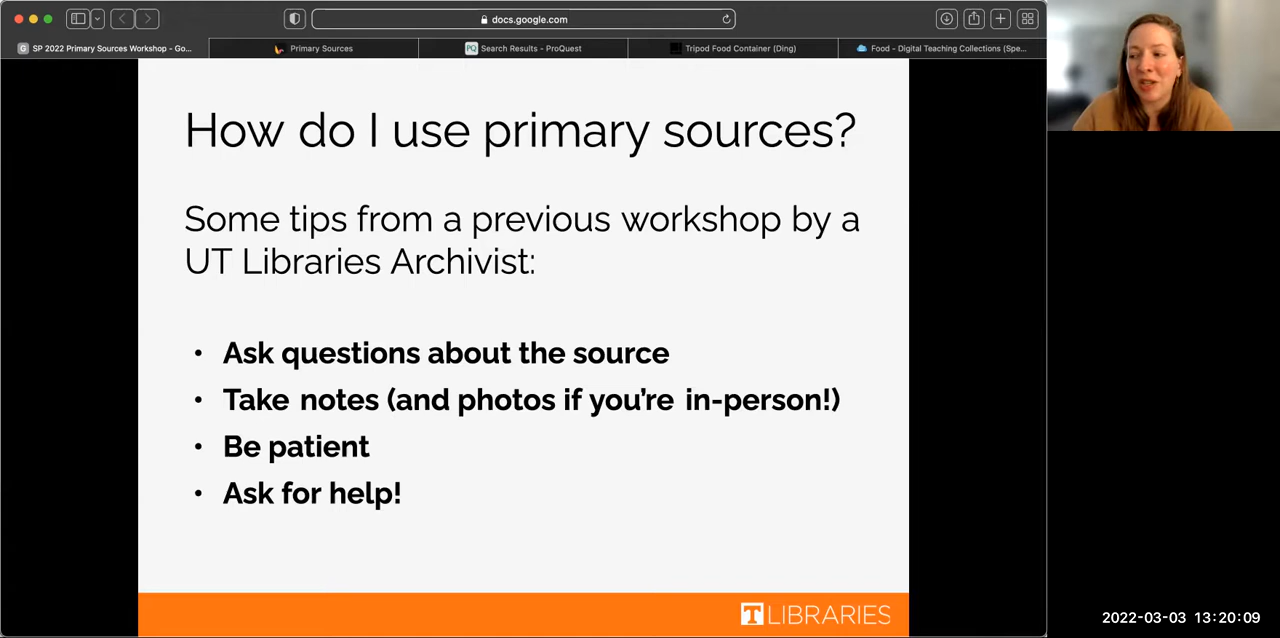 docs.google.com
SP 2022 Primary Sources Workshop - Go...
Primary Sources
PQ Search Results - ProQuest
Tripod Food Container (Ding)
Food - Digital Teaching Collections (Spe...
How do I use primary sources?
Some tips from a previous workshop by a
UT Libraries Archivist:
• Ask questions about the source
• Take notes (and photos if you're in-person!)
• Be patient
• Ask for help!
T LIBRARIES
2022-03-03 13:20:09